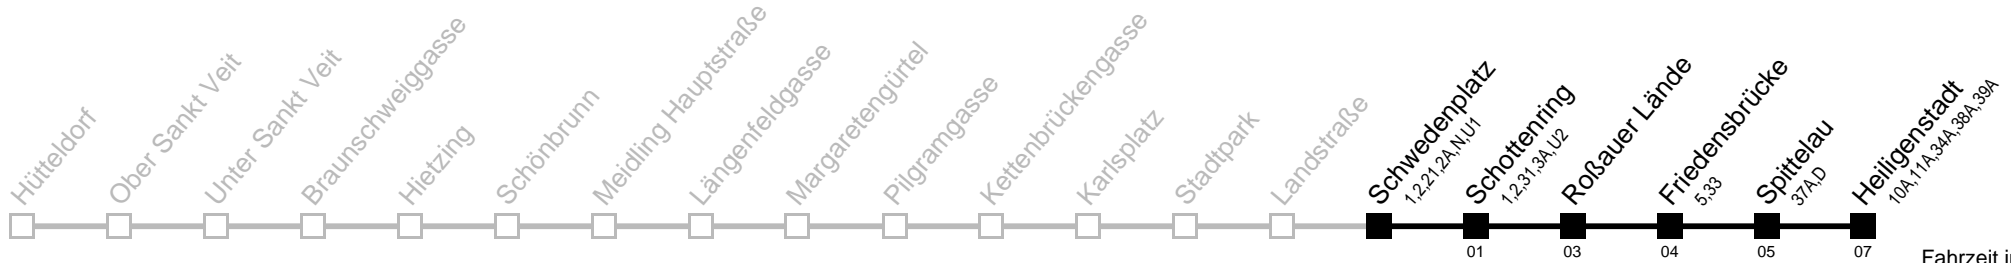 Hütteldorf
Ober Sankt Veit
Unter Sankt Veit
Braunschweiggasse
Hietzing
Schönbrunn
Meidling Hauptstraße
Längenfeldgasse
Margaretengürtel
Pilgramgasse
Kettenbrückengasse
Karlsplatz
Stadtpark
Landstraße
Schwedenplatz
1,2,21,2A,N,U1
Schottenring
1,2,31,3A,U2
Roßauer Lände
Friedensbrücke
5,33
Spittelau
37A,D
Heiligenstadt
10A,11A,34A,38A,39A
01 03 04 05 07
Fahrzeit